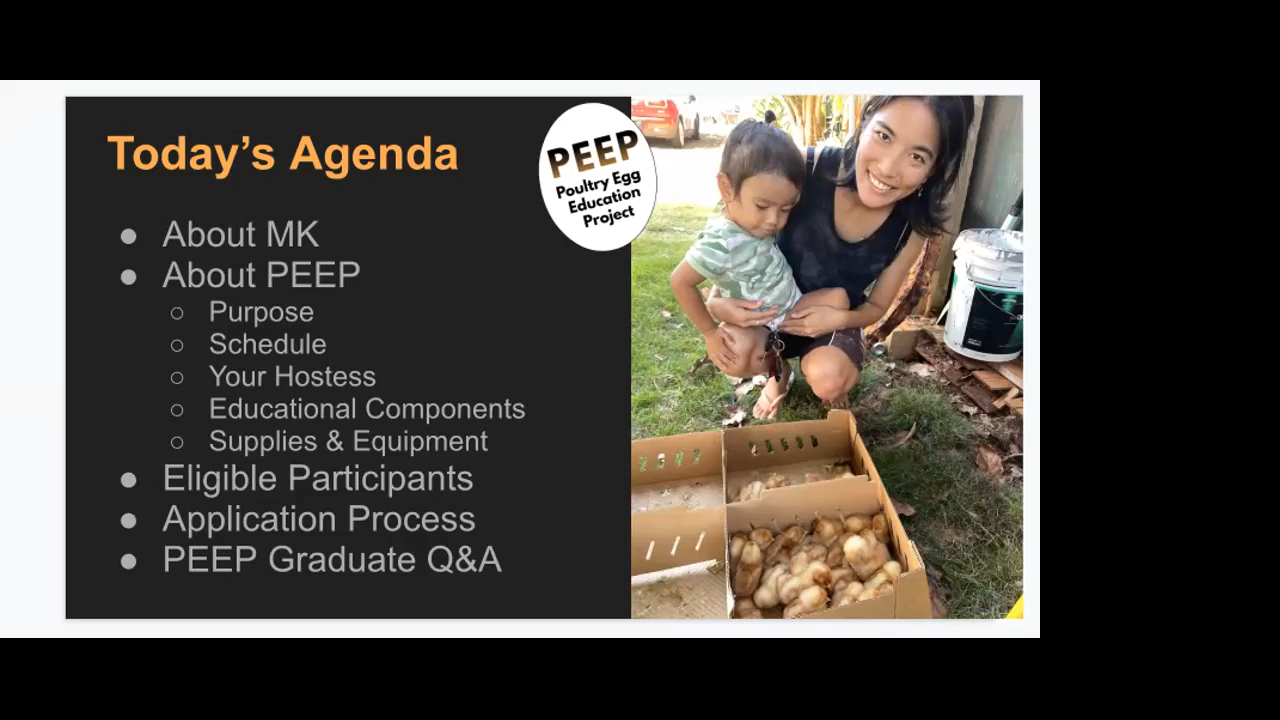 Today's Agenda
PEEP
Poultry Egg
Education
Project
● About MK
● About PEEP
○ Purpose
○ Schedule
○ Your Hostess
○ Educational Components
○ Supplies & Equipment
● Eligible Participants
● Application Process
● PEEP Graduate Q&A